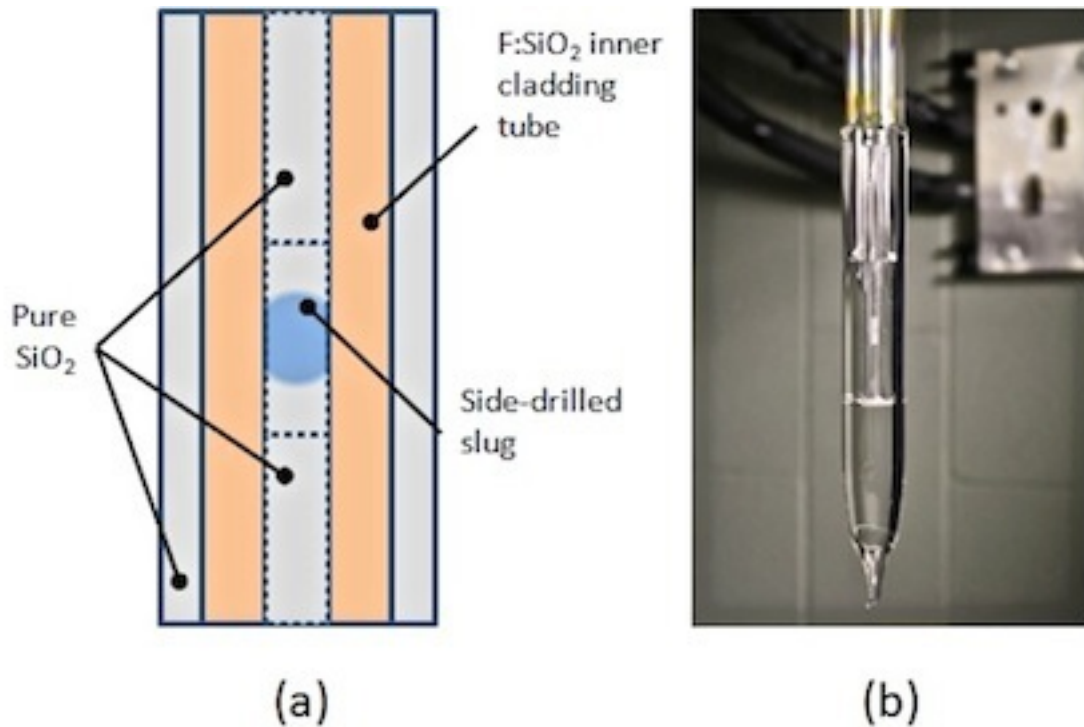 F:SiO₂ inner
cladding
tube
Pure
SiO₂
Side-drilled
slug
(a)
(b)